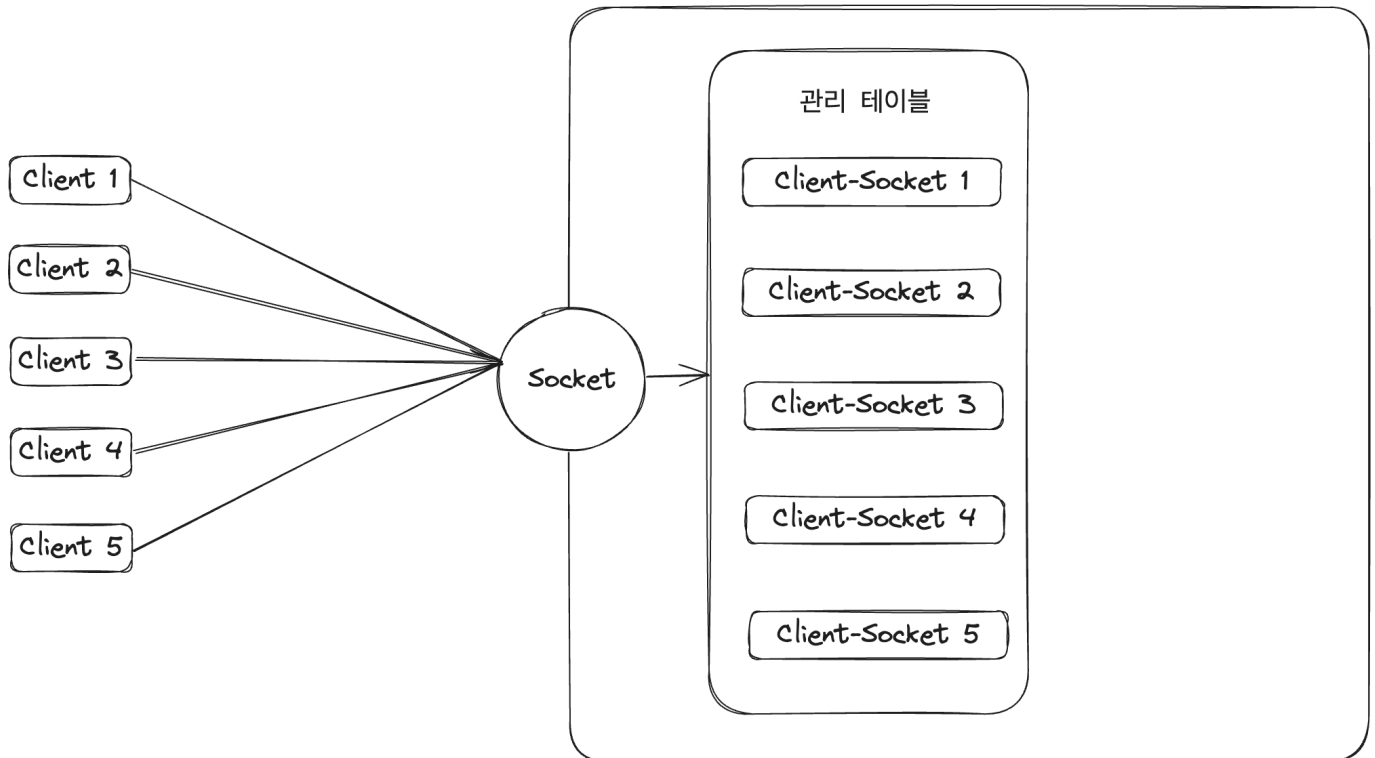 Client 1
Client 2
Client 3
Client 4
Client 5
Socket
관리 테이블
Client-Socket 1
Client-Socket 2
Client-Socket 3
Client-Socket 4
Client-Socket 5